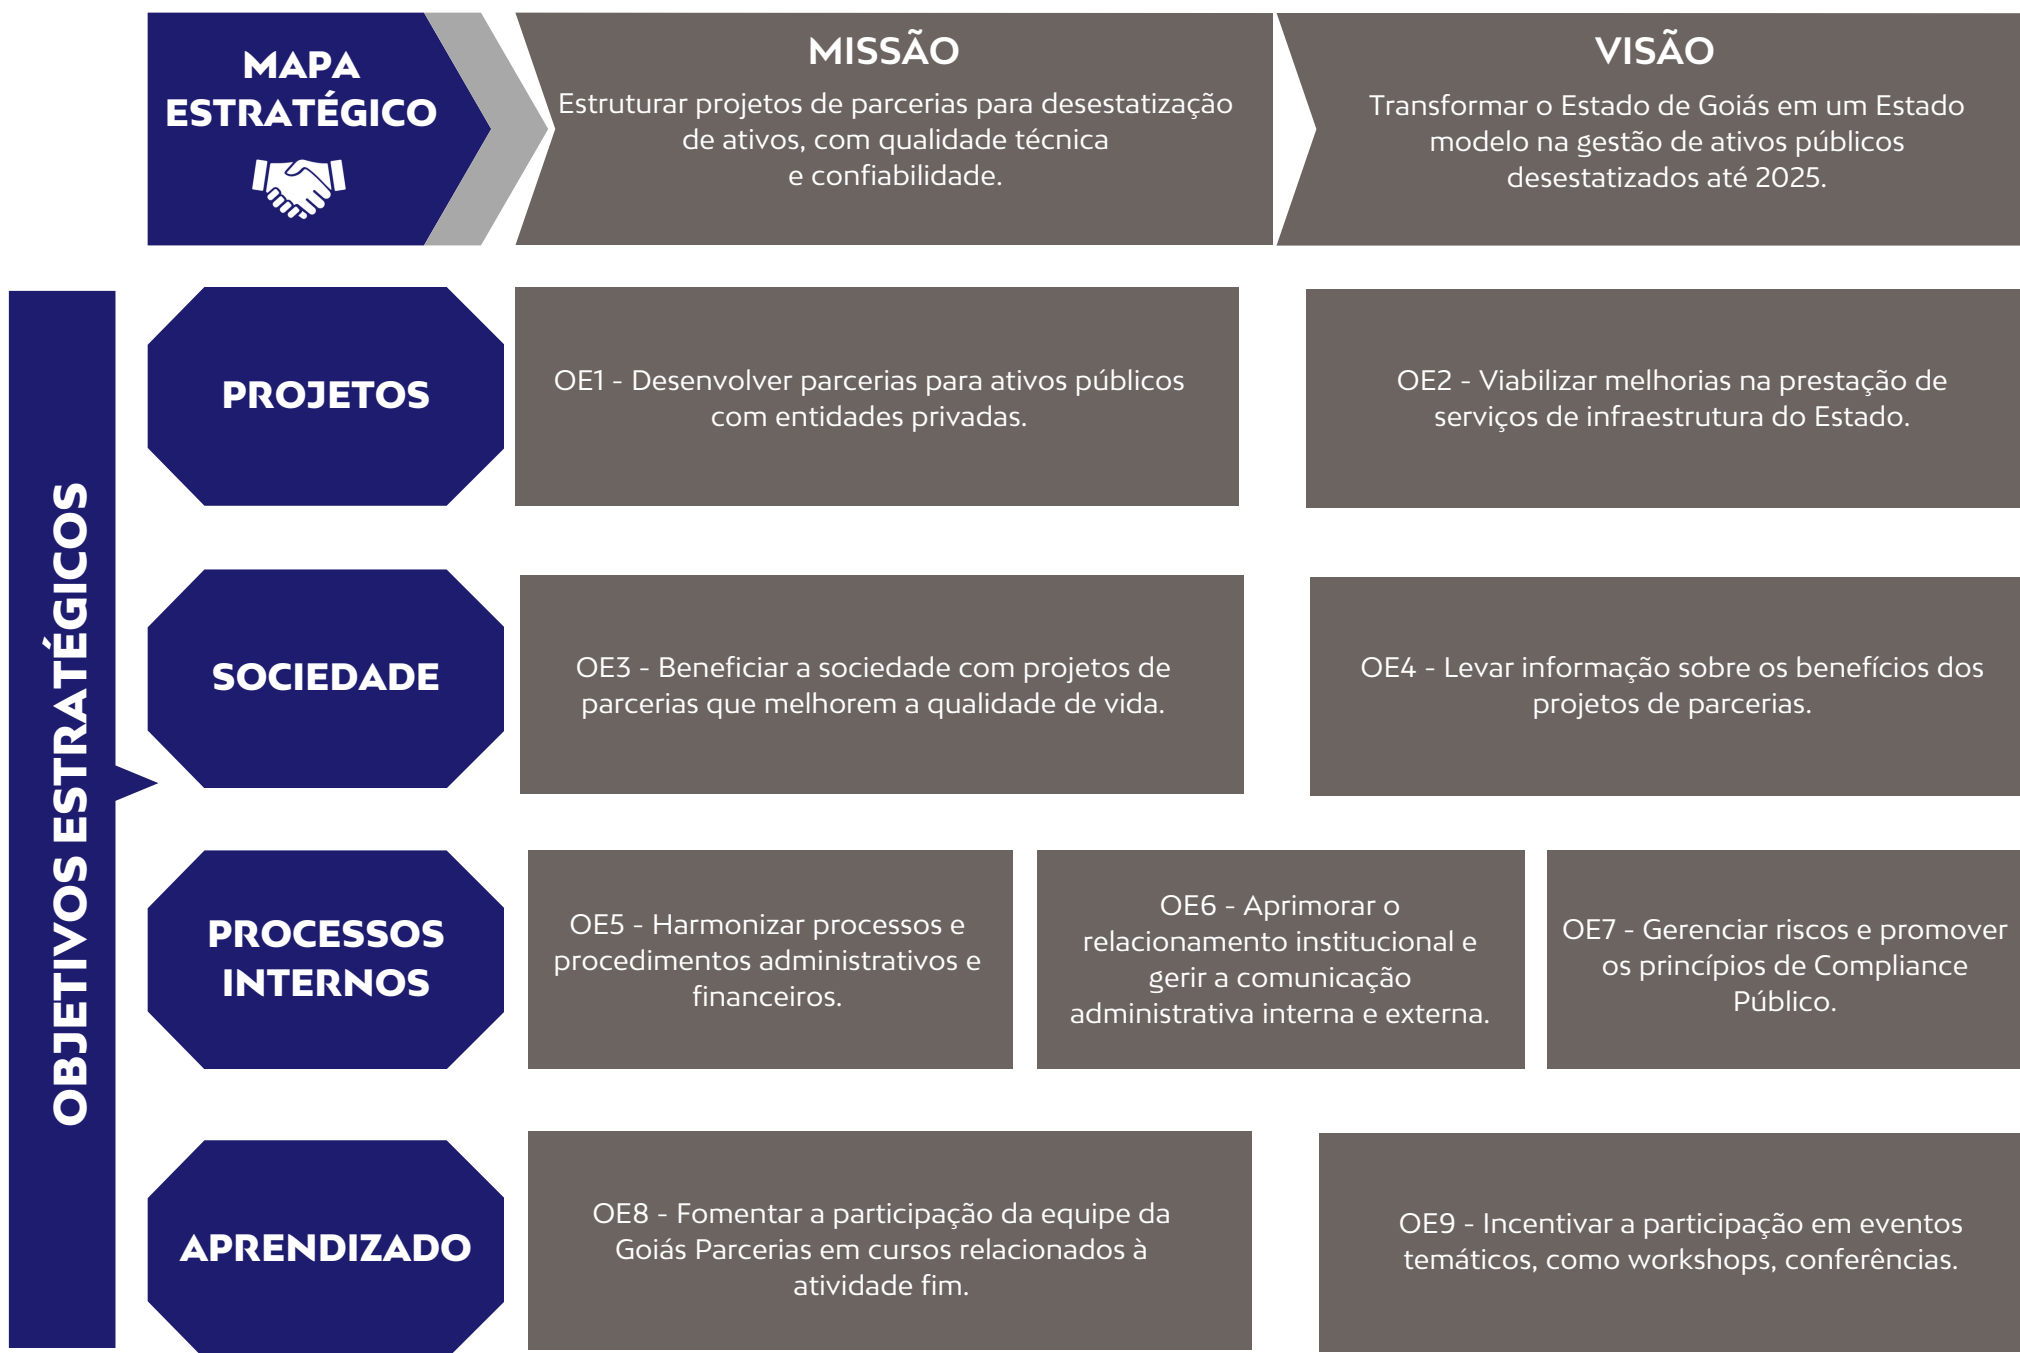 MAPA
ESTRATÉGICO
MISSÃO
Estruturar projetos de parcerias para desestatização
de ativos, com qualidade técnica
e confiabilidade.
VISÃO
Transformar o Estado de Goiás em um Estado
modelo na gestão de ativos públicos
desestatizados até 2025.
OBJETIVOS ESTRATÉGICOS
PROJETOS
OE1 - Desenvolver parcerias para ativos públicos
com entidades privadas.
OE2 - Viabilizar melhorias na prestação de
serviços de infraestrutura do Estado.
SOCIEDADE
OE3 - Beneficiar a sociedade com projetos de
parcerias que melhorem a qualidade de vida.
OE4 - Levar informação sobre os benefícios dos
projetos de parcerias.
PROCESSOS
INTERNOS
OE5 - Harmonizar processos e
procedimentos administrativos e
financeiros.
OE6 - Aprimorar o
relacionamento institucional e
gerir a comunicação
administrativa interna e externa.
OE7 - Gerenciar riscos e promover
os princípios de Compliance
Público.
APRENDIZADO
OE8 - Fomentar a participação da equipe da
Goiás Parcerias em cursos relacionados à
atividade fim.
OE9 - Incentivar a participação em eventos
temáticos, como workshops, conferências.